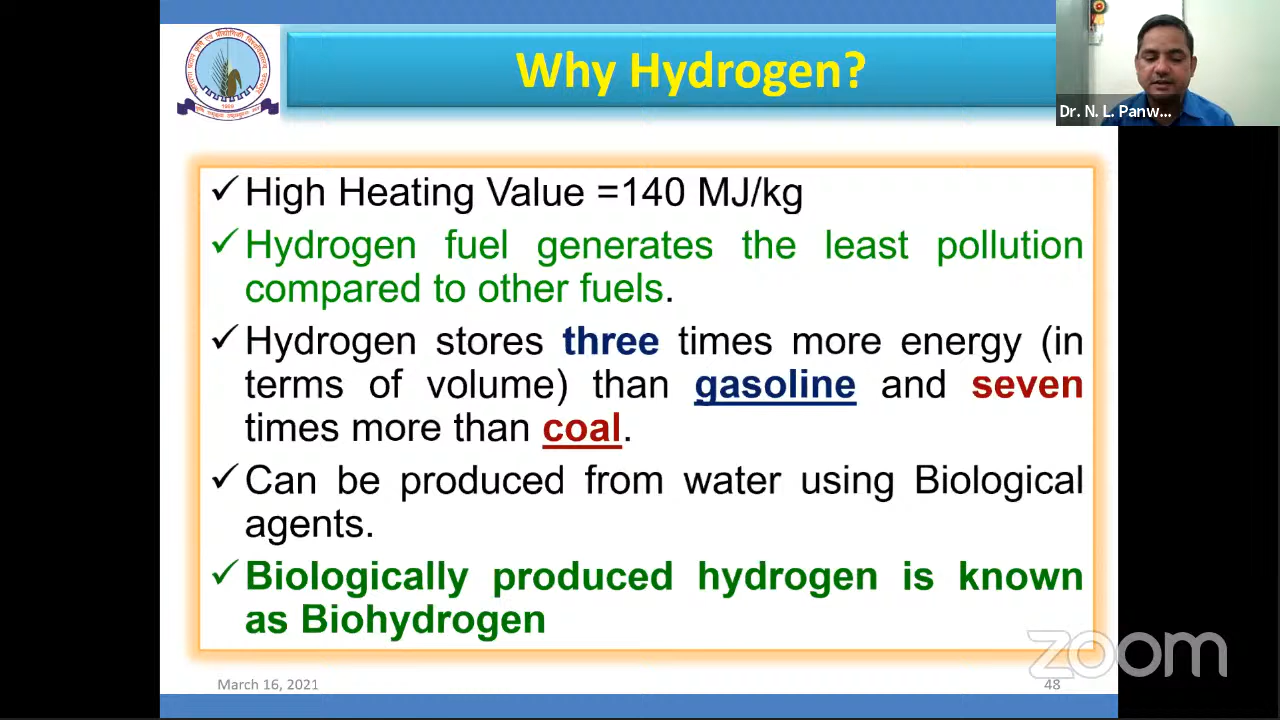 Why Hydrogen?
Dr. N. L. Panw...
1955
✓ High Heating Value =140 MJ/kg
✓ Hydrogen fuel generates the least pollution
compared to other fuels.
✓ Hydrogen stores three times more energy (in
terms of volume) than gasoline and seven
times more than coal.
✓ Can be produced from water using Biological
agents.
✓ Biologically produced hydrogen is known
as Biohydrogen
zoom
March 16, 2021
48